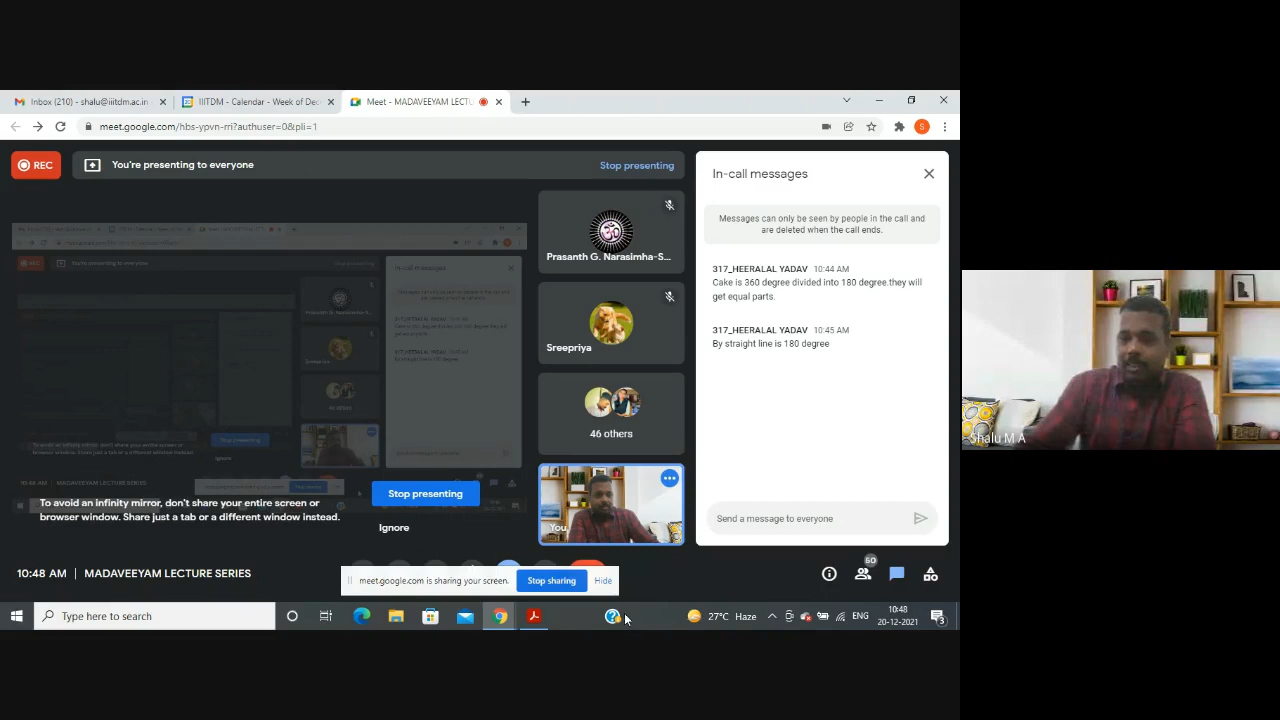 Inbox (210) - shalu@iiitdm.ac.in
IIITDM - Calendar - Week of Dec
Meet - MADAVEEYAM LECTU
meet.google.com/hbs-ypvn-rri?authuser=0&pli=1
S
REC
You're presenting to everyone
Stop presenting
In-call messages
Messages can only be seen by people in the call and
are deleted when the call ends.
317_HEERALAL YADAV 10:44 AM
Cake is 360 degree divided into 180 degree.they will
get equal parts.
317_HEERALAL YADAV 10:45 AM
By straight line is 180 degree
Send a message to everyone
Prasanth G. Narasimha-S...
Sreepriya
46 others
You
Stop presenting
To avoid an infinity mirror, don't share your entire screen or
browser window. Share just a tab or a different window instead.
Ignore
10:48 AM | MADAVEEYAM LECTURE SERIES
meet.google.com is sharing your screen.
Stop sharing
Hide
50
Type here to search
27°C Haze
ENG
10:48
20-12-2021
3
Shalu M A